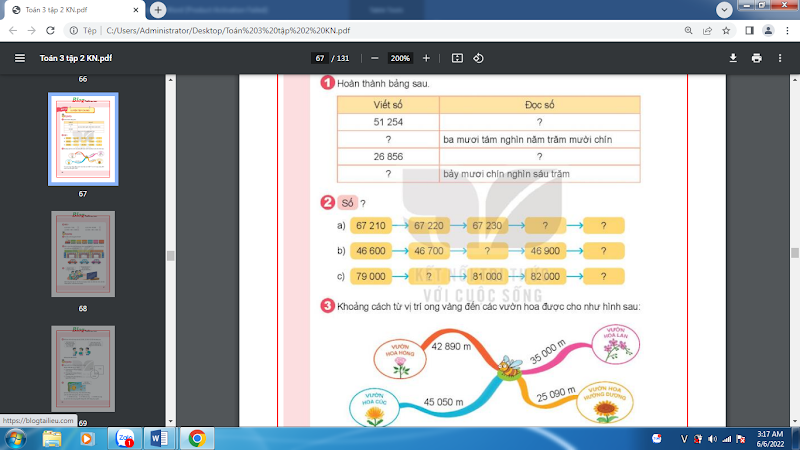 Toán 3 tập 2 KN.pdf
Tệp | C:/Users/Administrator/Desktop/Toán%203%20tập%202%20KN.pdf
Toán 3 tập 2 KN.pdf
67 / 131
200%
66
67
68
69
1 Hoàn thành bảng sau.
Viết số Đọc số
51 254 ?
? ba mươi tám nghìn năm trăm mười chín
26 856 ?
? bảy mươi chín nghìn sáu trăm
2 Số ?
a) 67 210 67 220 67 230 ? ?
b) 46 600 46 700 ? 46 900 ?
c) 79 000 ? 81 000 82 000 ?
VỚI CUỘC SỐNG
3 Khoảng cách từ vị trí ong vàng đến các vườn hoa được cho như hình sau:
VƯỜN HOA HỒNG
42 890 m
35 000 m
VƯỜN HOA LAN
VƯỜN HOA CÚC
45 050 m
25 090 m
VƯỜN HOA HƯỚNG DƯƠNG
https://blogtailieu.com
Zalo
V
3:17 AM
6/6/2022